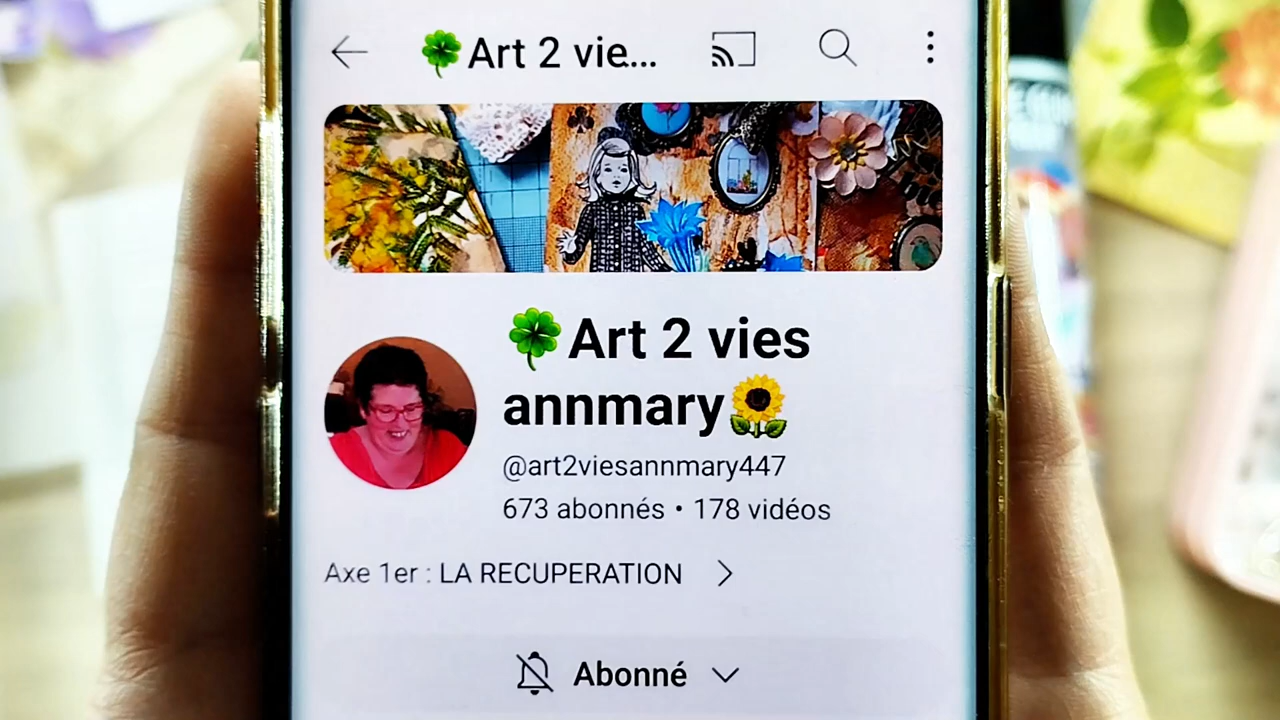 🍀Art 2 vie...
🍀Art 2 vies
annmary🌻
@art2viesannmary447
673 abonnés • 178 vidéos
Axe 1er : LA RECUPERATION
Abonné